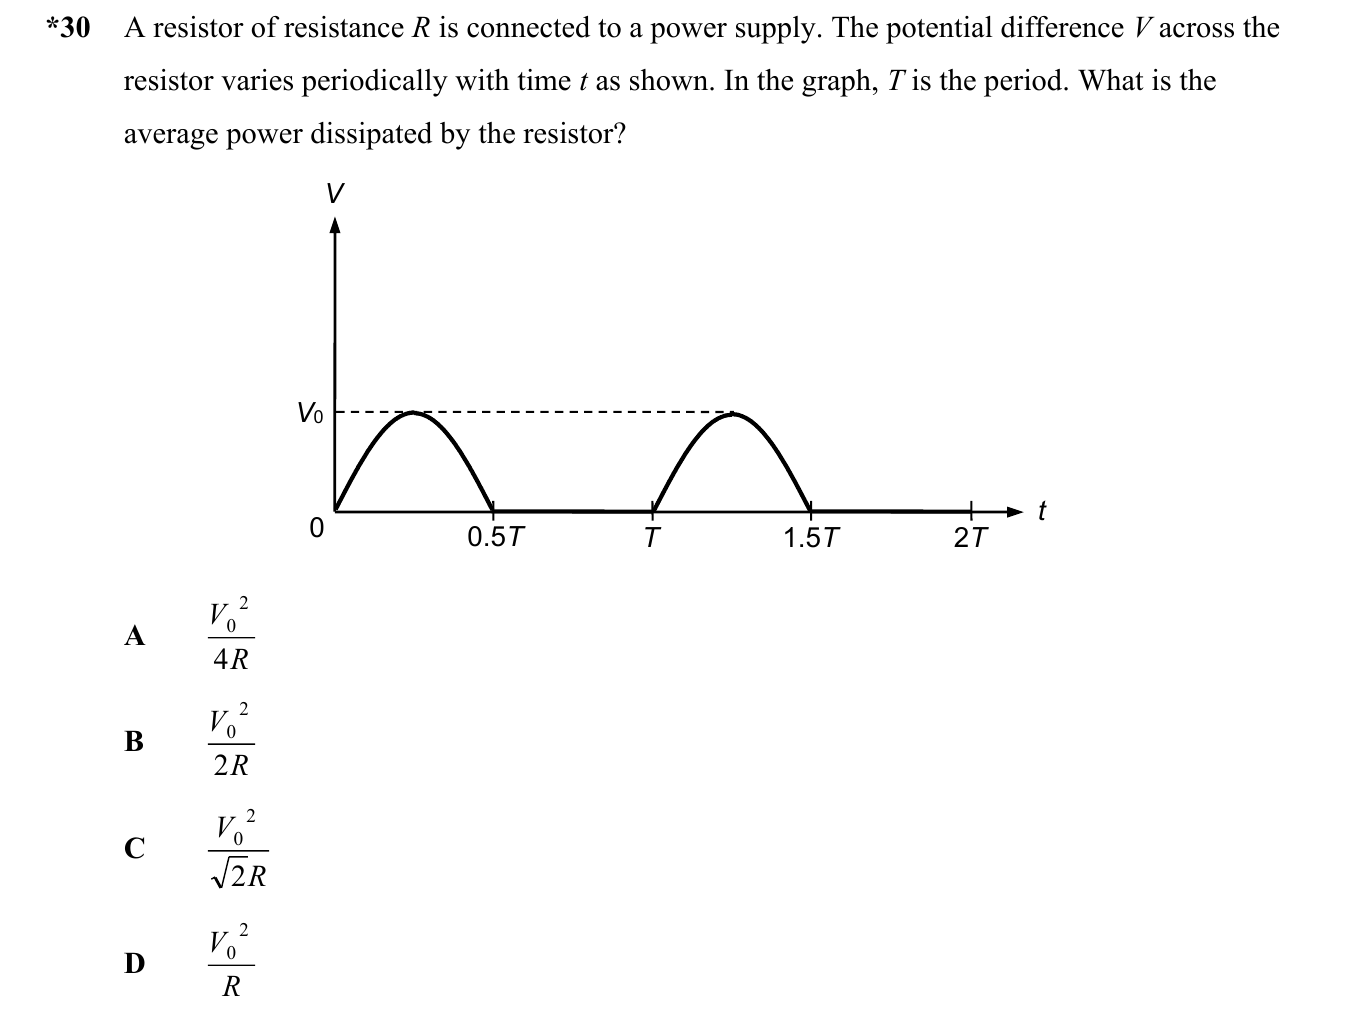 *30 A resistor of resistance R is connected to a power supply. The potential difference V across the
resistor varies periodically with time t as shown. In the graph, T is the period. What is the
average power dissipated by the resistor?
V
V₀
0
0.5T
T
1.5T
2T
t
A V₀²/4R
B V₀²/2R
C V₀²/√2R
D V₀²/R